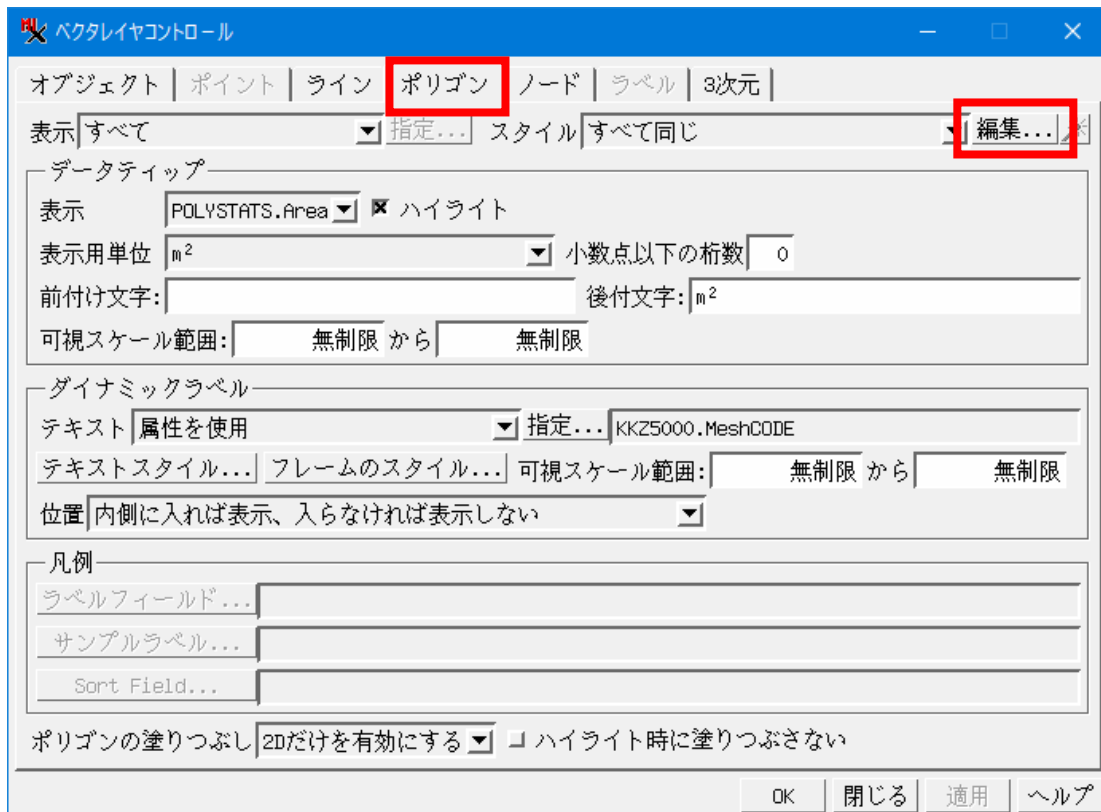 ベクタレイヤコントロール
オブジェクト ポイント ライン ポリゴン ノード ラベル 3次元
表示 すべて 指定... スタイル すべて同じ 編集...
データティップ
表示 POLYSTATS.Area ハイライト
表示用単位 m² 小数点以下の桁数 0
前付け文字: 後付文字: m²
可視スケール範囲: 無制限 から 無制限
ダイナミックラベル
テキスト 属性を使用 指定... KKZ5000.MeshCODE
テキストスタイル... フレームのスタイル... 可視スケール範囲: 無制限 から 無制限
位置 内側に入れば表示、入らなければ表示しない
凡例
ラベルフィールド...
サンプルラベル...
Sort Field...
ポリゴンの塗りつぶし 2Dだけを有効にする ハイライト時に塗りつぶさない
OK 閉じる 適用 ヘルプ